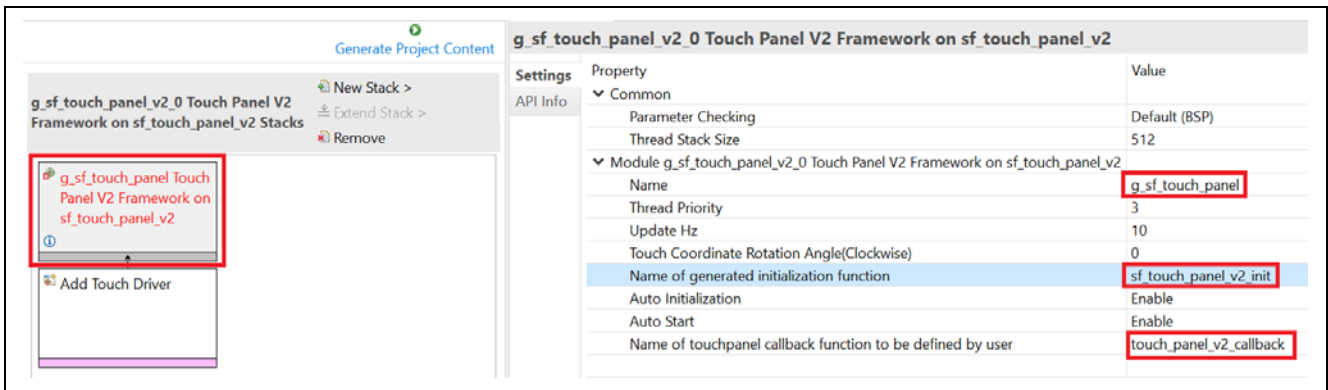 Generate Project Content
g_sf_touch_panel_v2_0 Touch Panel V2
Framework on sf_touch_panel_v2 Stacks
New Stack >
Extend Stack >
Remove
g_sf_touch_panel Touch
Panel V2 Framework on
sf_touch_panel_v2
Add Touch Driver
g_sf_touch_panel_v2_0 Touch Panel V2 Framework on sf_touch_panel_v2
Settings
API Info
Property Value
Common
Parameter Checking Default (BSP)
Thread Stack Size 512
Module g_sf_touch_panel_v2_0 Touch Panel V2 Framework on sf_touch_panel_v2
Name g_sf_touch_panel
Thread Priority 3
Update Hz 10
Touch Coordinate Rotation Angle(Clockwise) 0
Name of generated initialization function sf_touch_panel_v2_init
Auto Initialization Enable
Auto Start Enable
Name of touchpanel callback function to be defined by user touch_panel_v2_callback